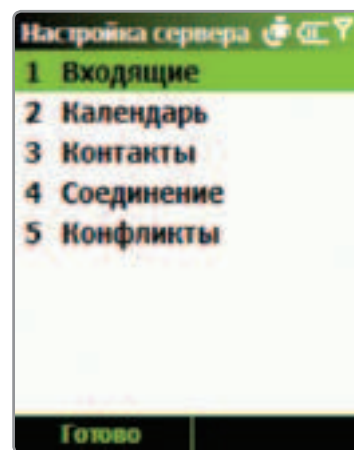 Настройка сервера
1 Входящие
2 Календарь
3 Контакты
4 Соединение
5 Конфликты
Готово